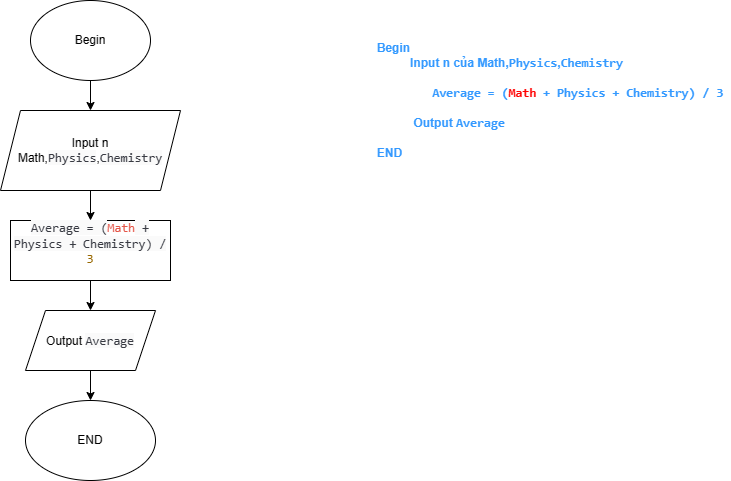 Begin
Input n
Math,Physics,Chemistry
Average = (Math +
Physics + Chemistry) /
3
Output Average
END
Begin
Input n của Math,Physics,Chemistry
Average = (Math + Physics + Chemistry) / 3
Output Average
END